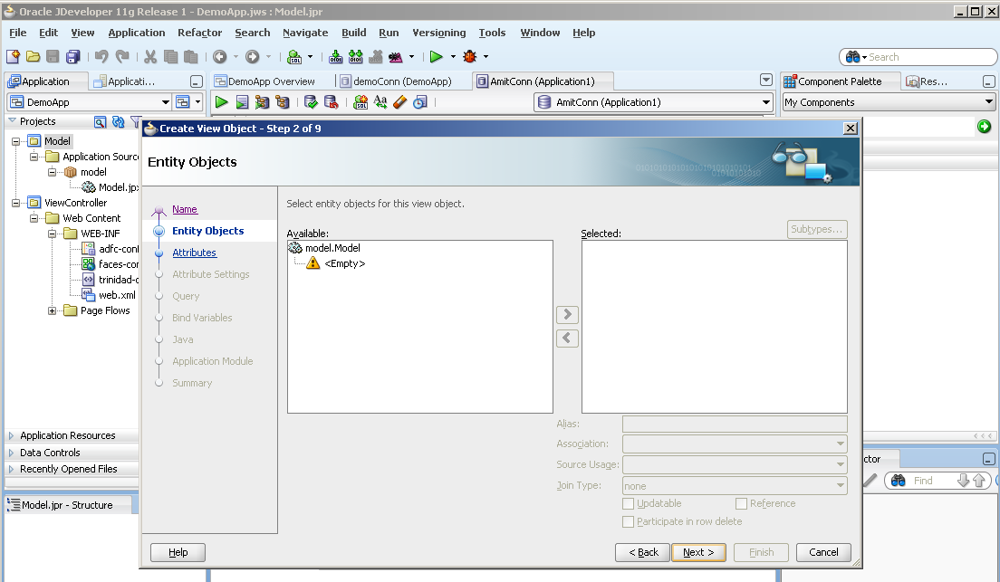 Oracle JDeveloper 11g Release 1 - DemoApp.jws : Model.jpr
File Edit View Application Refactor Search Navigate Build Run Versioning Tools Window Help
Search
Application
Applicati...
DemoApp Overview
demoConn (DemoApp)
AmitConn (Application1)
Component Palette
Res...
DemoApp
AmitConn (Application1)
My Components
Projects
Model
Application Sourc
model
Model.jp
ViewController
Web Content
WEB-INF
adfc-con
faces-co
trinidad-c
web.xml
Page Flows
Application Resources
Data Controls
Recently Opened Files
Model.jpr - Structure
Create View Object - Step 2 of 9
Entity Objects
Name
Entity Objects
Attributes
Attribute Settings
Query
Bind Variables
Java
Application Module
Summary
Select entity objects for this view object.
Available:
Selected:
Subtypes...
model.Model
<Empty>
Alias:
Association:
Source Usage:
Join Type:
none
Updatable
Reference
Participate in row delete
Help
< Back
Next >
Finish
Cancel
ctor
Find